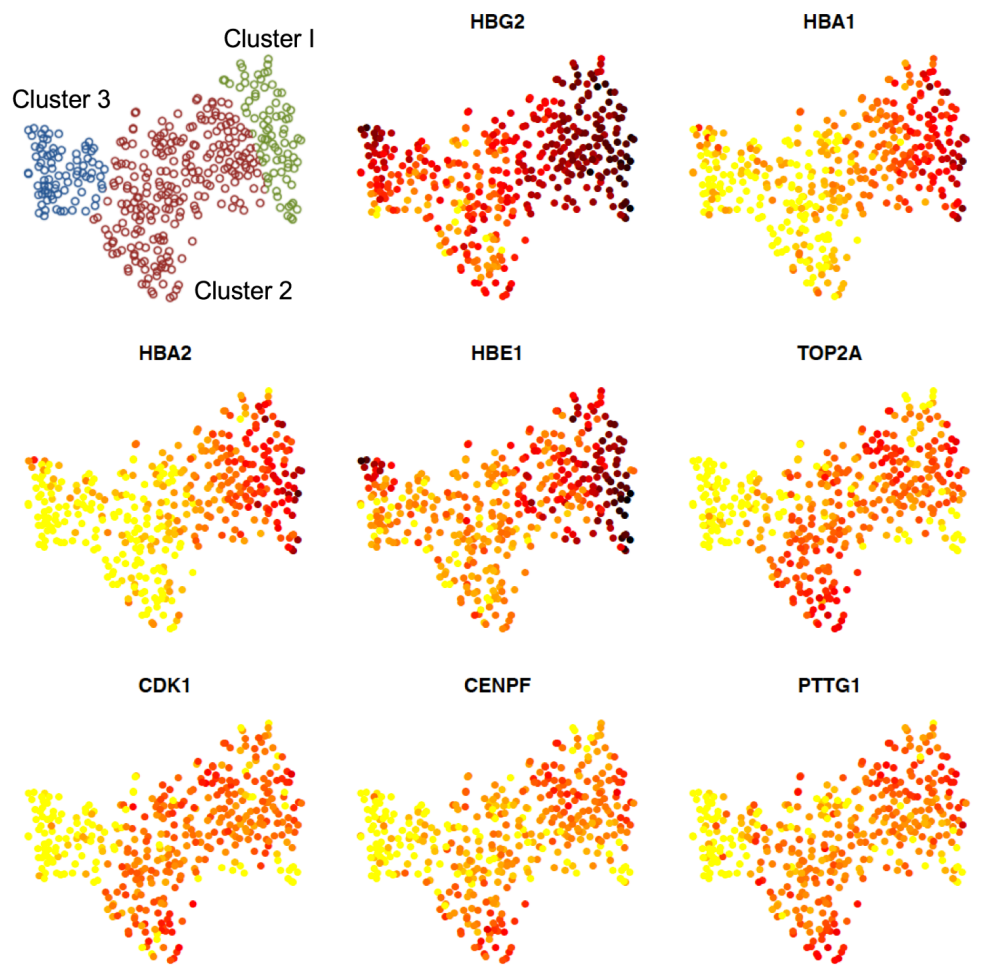 Cluster I
Cluster 3
Cluster 2
HBG2
HBA1
HBA2
HBE1
TOP2A
CDK1
CENPF
PTTG1